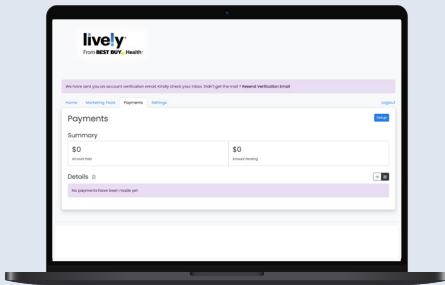 lively
From BEST BUY Health
We have sent you an account verification email. Kindly check your inbox. Didn't get the mail ? Resend Verification Email
Home Marketing Tools Payments Settings Logout
Payments Setup
Summary
$0 $0
Amount Paid Amount Pending
Details
No payments have been made yet